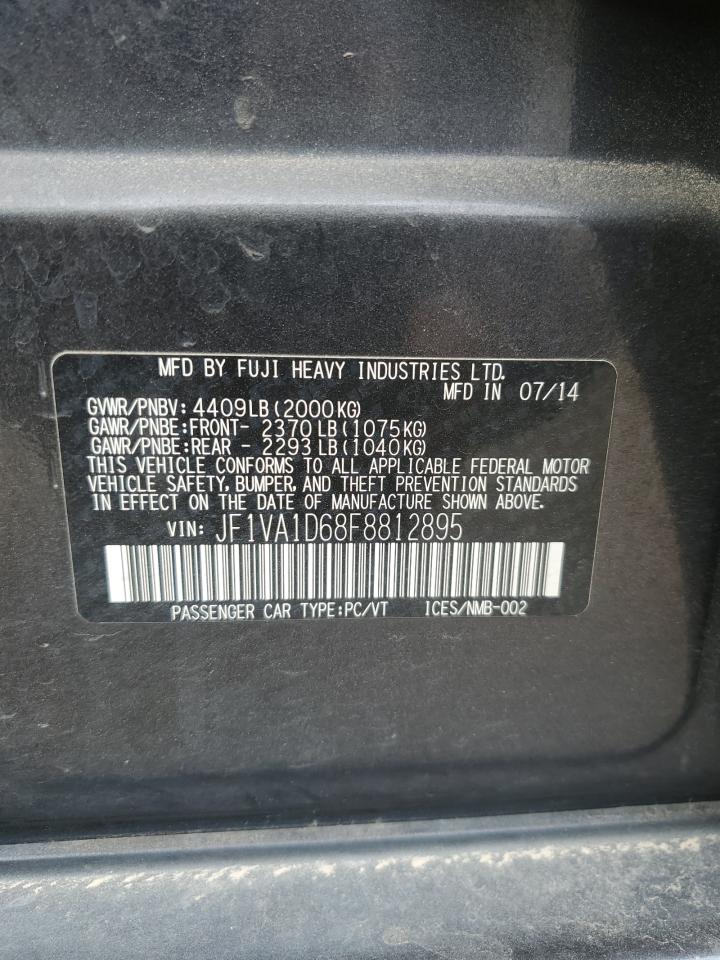 MFD BY FUJI HEAVY INDUSTRIES LTD.
MFD IN 07/14
GVWR/PNBV: 4409LB(2000KG)
GAWR/PNBE:FRONT- 2370LB(1075KG)
GAWR/PNBE:REAR - 2293LB(1040KG)
THIS VEHICLE CONFORMS TO ALL APPLICABLE FEDERAL MOTOR
VEHICLE SAFETY, BUMPER, AND THEFT PREVENTION STANDARDS
IN EFFECT ON THE DATE OF MANUFACTURE SHOWN ABOVE.
VIN: JF1VA1D68F8812895
PASSENGER CAR TYPE:PC/VT ICES/NMB-002